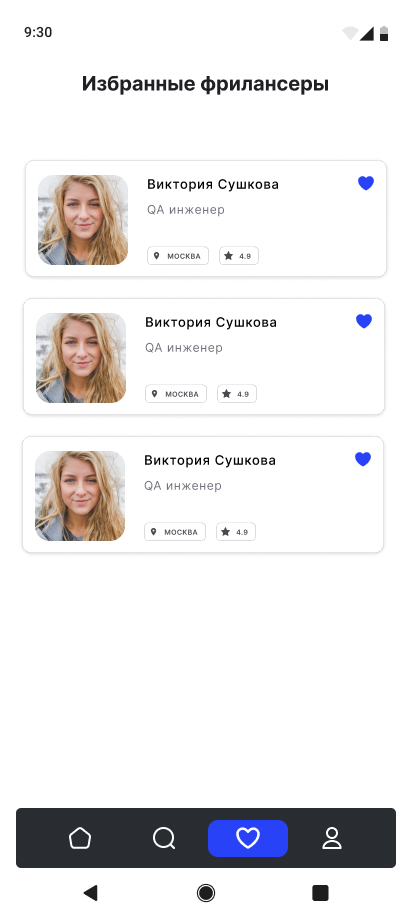 9:30
Избранные фрилансеры
Виктория Сушкова
QA инженер
МОСКВА 4.9
Виктория Сушкова
QA инженер
МОСКВА 4.9
Виктория Сушкова
QA инженер
МОСКВА 4.9